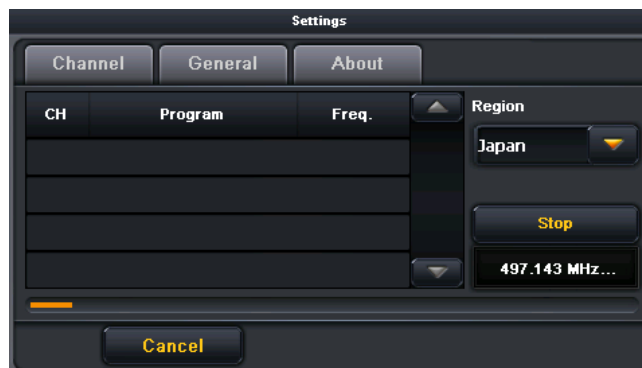 Settings
Channel General About
CH Program Freq.
Region
Japan
Stop
497.143 MHz...
Cancel